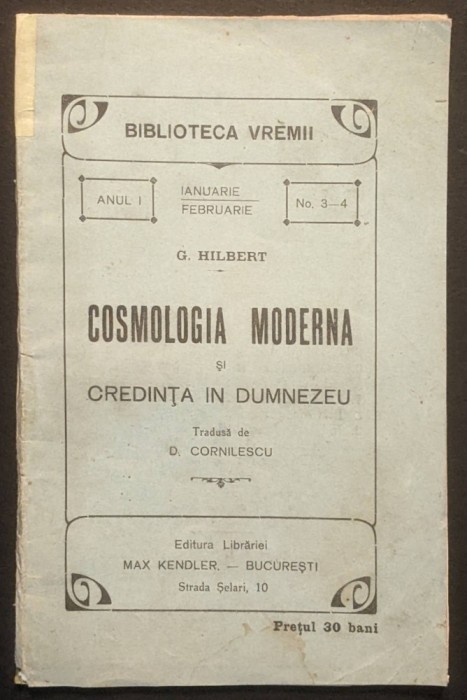 BIBLIOTECA VREMII
ANUL I
IANUARIE
FEBRUARIE
No. 3—4
G. HILBERT
COSMOLOGIA MODERNA
ŞI
CREDINŢA IN DUMNEZEU
Tradusă de
D. CORNILESCU
Editura Librăriei
MAX KENDLER. — BUCUREŞTI
Strada Şelari, 10
Preţul 30 bani